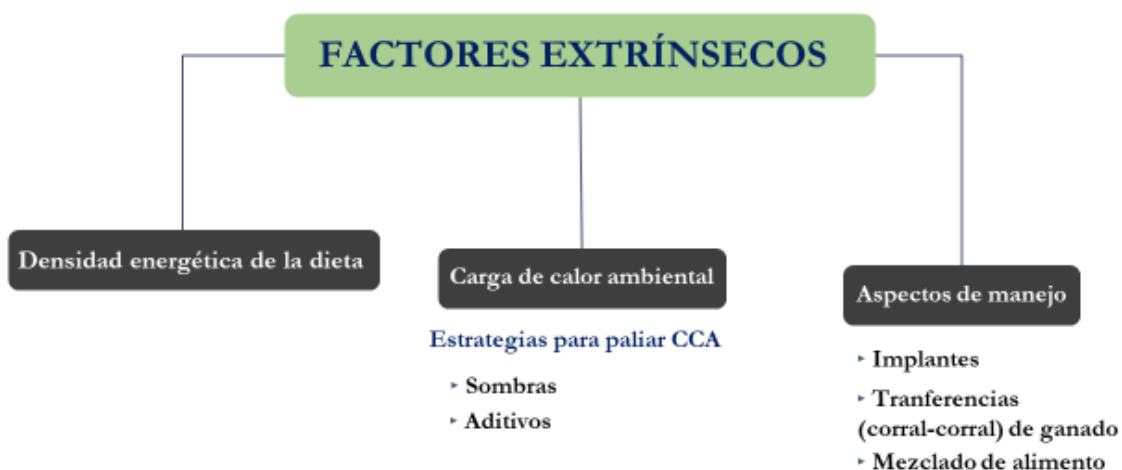 FACTORES EXTRÍNSECOS
Densidad energética de la dieta
Carga de calor ambiental
Estrategias para paliar CCA
‣ Sombras
‣ Aditivos
Aspectos de manejo
‣ Implantes
‣ Tranferencias
(corral-corral) de ganado
‣ Mezclado de alimento